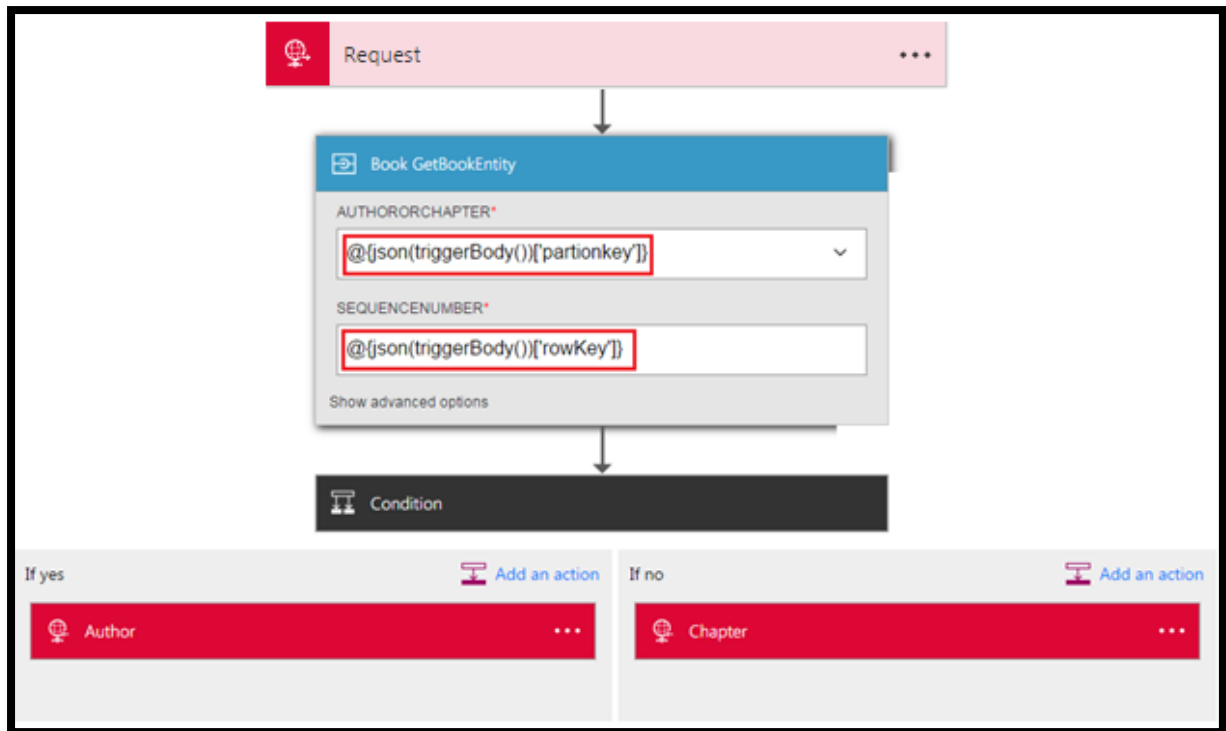 Request
Book GetBookEntity
AUTHORORCHAPTER*
@{json(triggerBody())['partionkey']}
SEQUENCENUMBER*
@{json(triggerBody())['rowKey']}
Show advanced options
Condition
If yes Add an action If no Add an action
Author Chapter